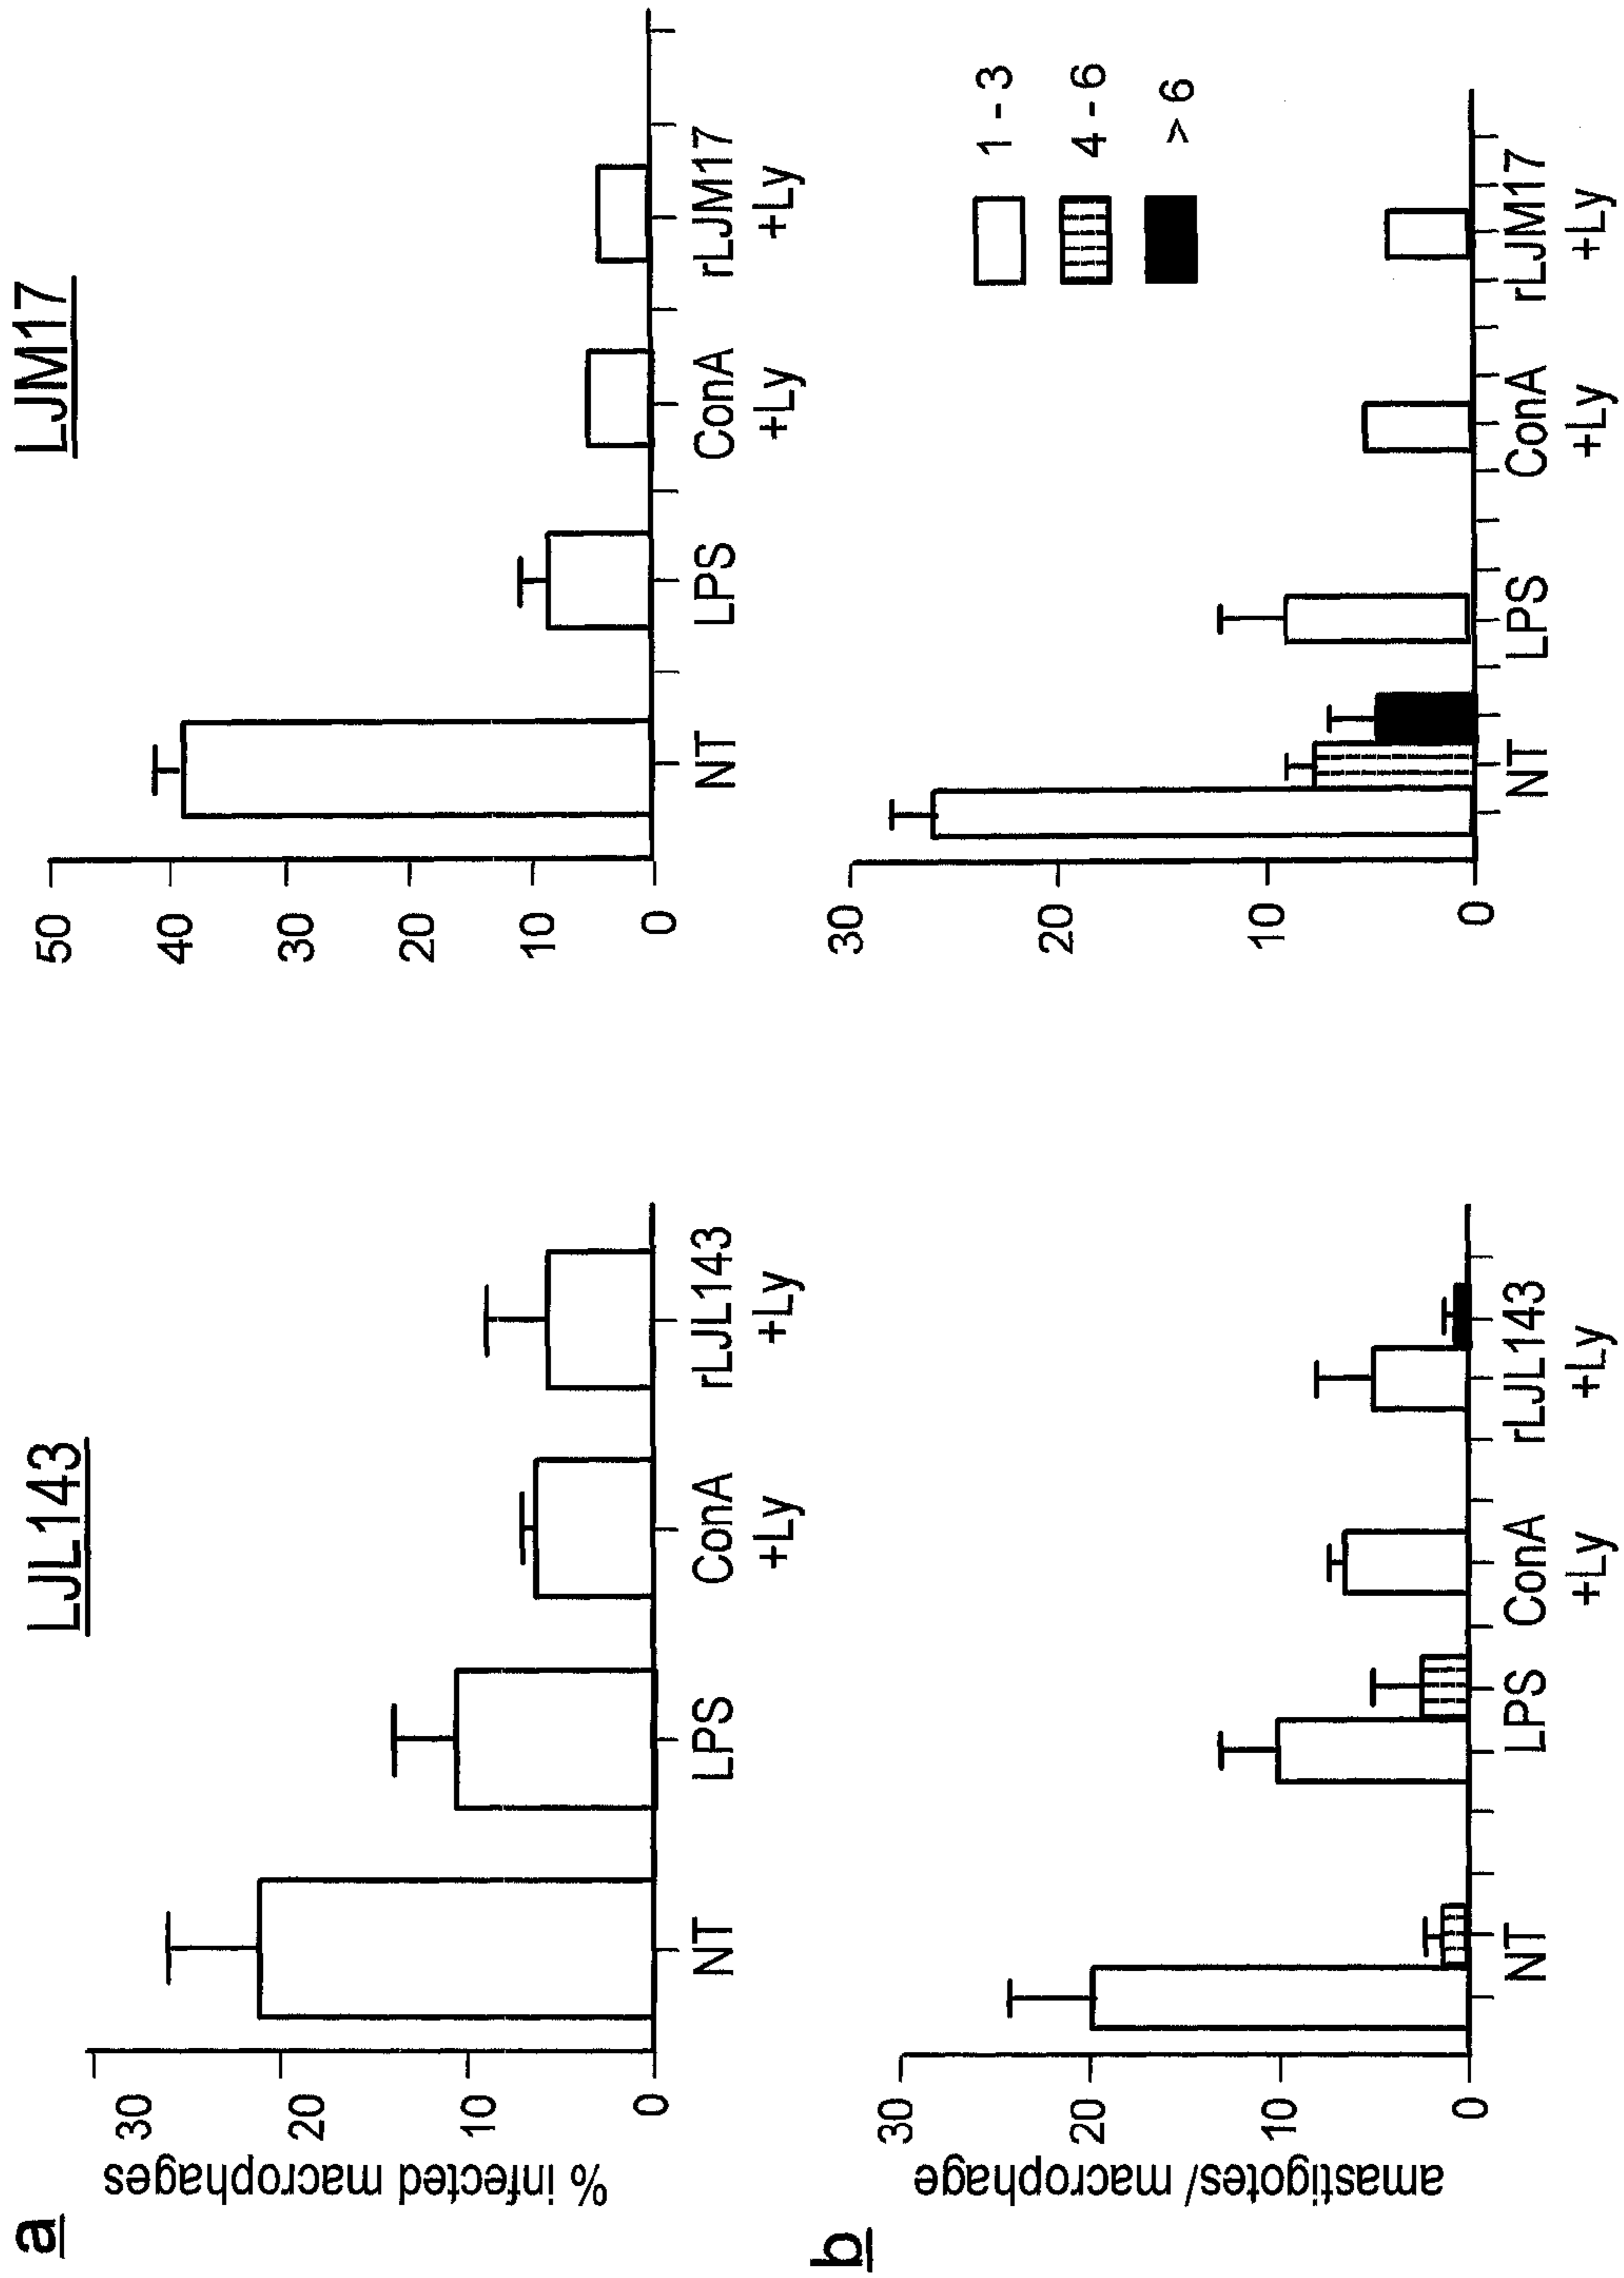 a
LJL143
% infected macrophages
30
20
10
0
NT
LPS
ConA
+Ly
rLJL143
+Ly
LJM17
50
40
30
20
10
0
NT
LPS
ConA
+Ly
rLJM17
+Ly
b
amastigotes/ macrophage
30
20
10
0
NT
LPS
ConA
+Ly
rLJL143
+Ly
30
20
10
0
NT
LPS
ConA
+Ly
rLJM17
+Ly
1 - 3
4 - 6
> 6